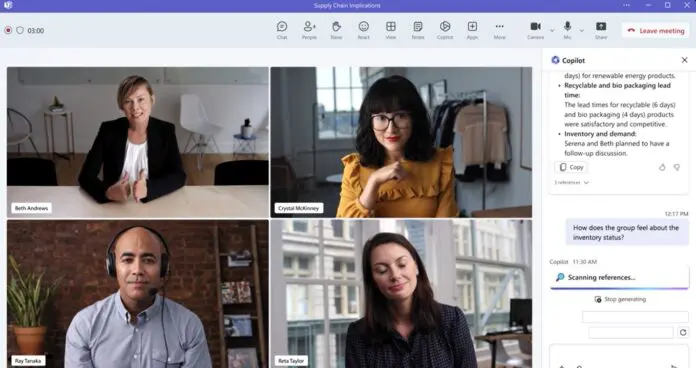 Supply Chain Implications
03:00
Chat
People
Raise
React
View
Notes
Copilot
Apps
More
Camera
Mic
Share
Leave meeting
Beth Andrews
Crystal McKinney
Ray Tanaka
Reta Taylor
Copilot
days) for renewable energy products.
• Recyclable and bio packaging lead
time:
The lead times for recyclable (6 days)
and bio packaging (4 days) products
were satisfactory and competitive.
• Inventory and demand:
Serena and Beth planned to have a
follow-up discussion.
Copy
3 references
12:17 PM
How does the group feel about the
inventory status?
Copilot 11:30 AM
Scanning references...
Stop generating